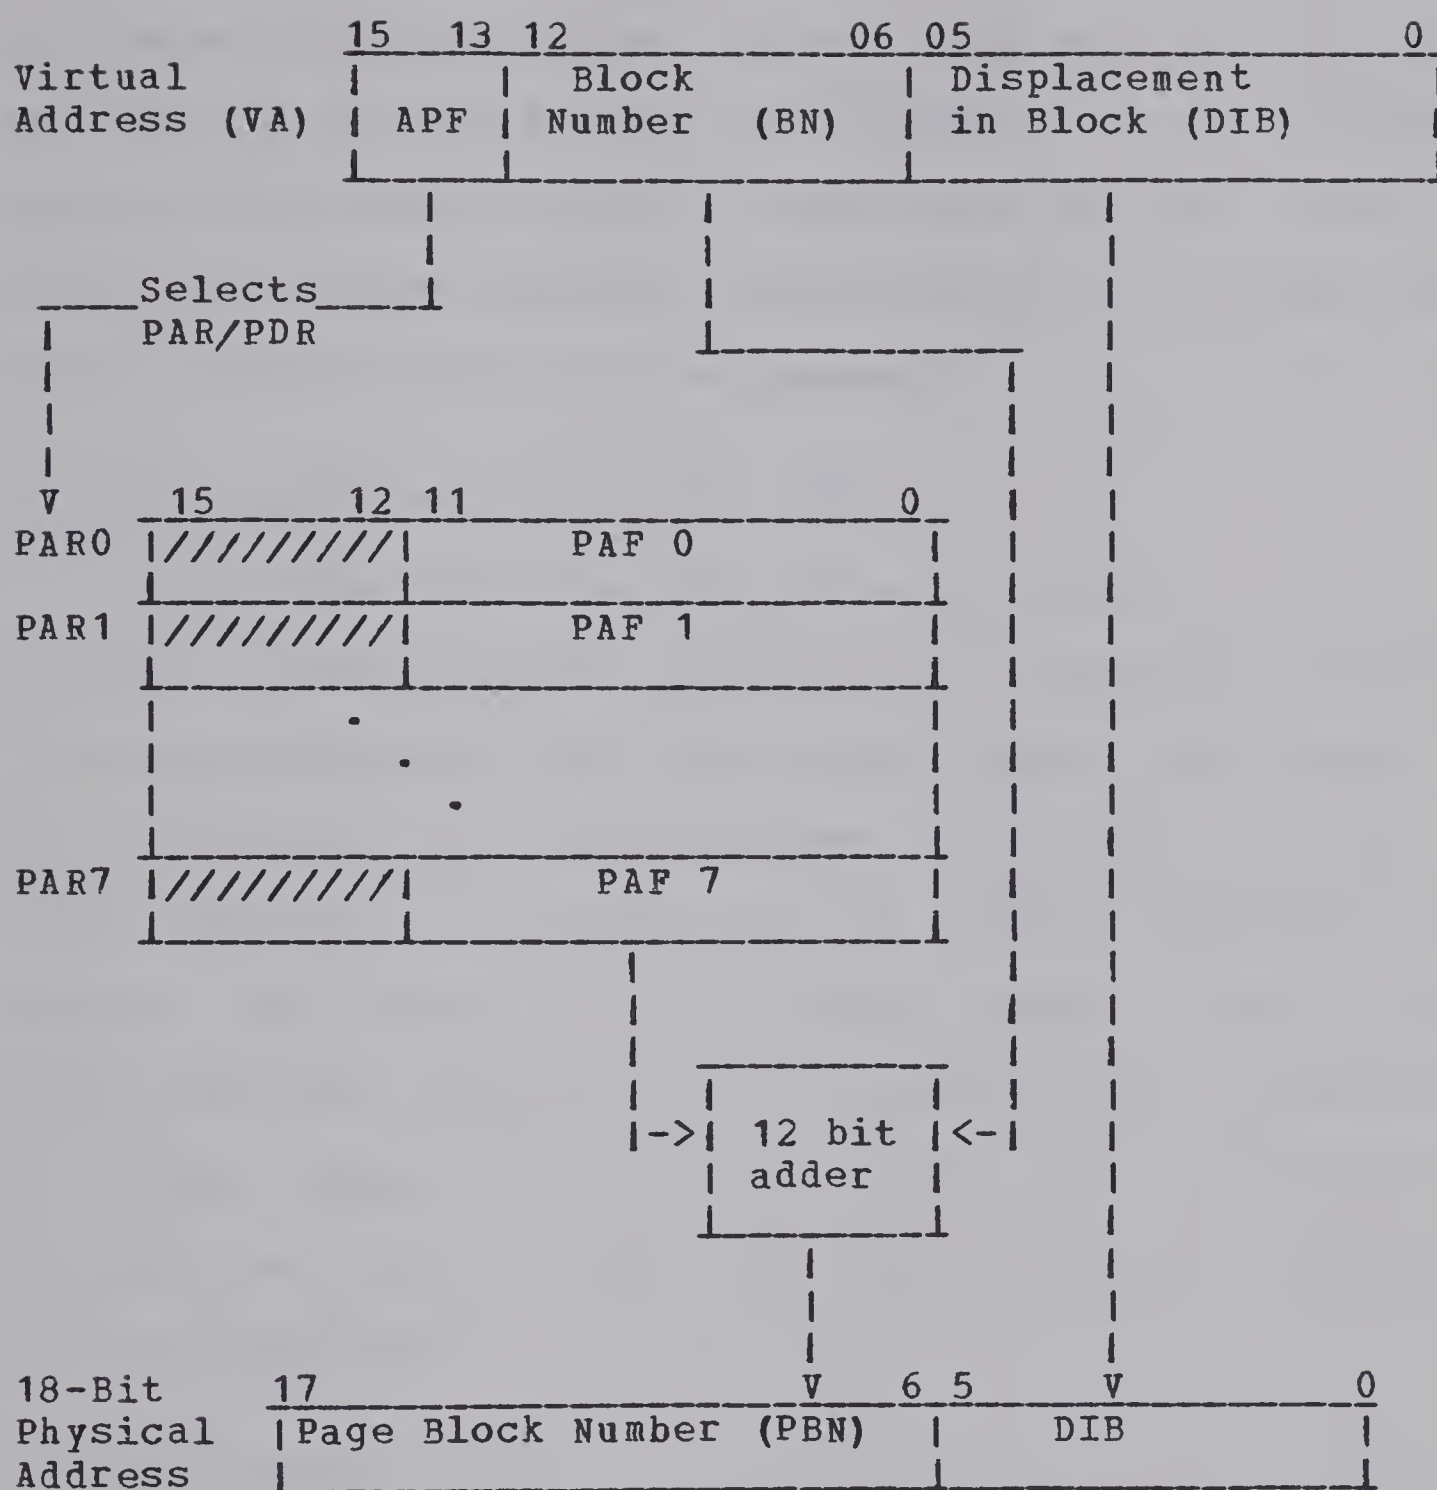 15 13 12 06 05 0
Virtual Block Displacement
Address (VA) APF Number (BN) in Block (DIB)
Selects
PAR/PDR
V 15 12 11 0
PAR0 ///////// PAF 0
PAR1 ///////// PAF 1
PAR7 ///////// PAF 7
-> 12 bit <-
adder
18-Bit 17 V 6 5 V 0
Physical Page Block Number (PBN) DIB
Address